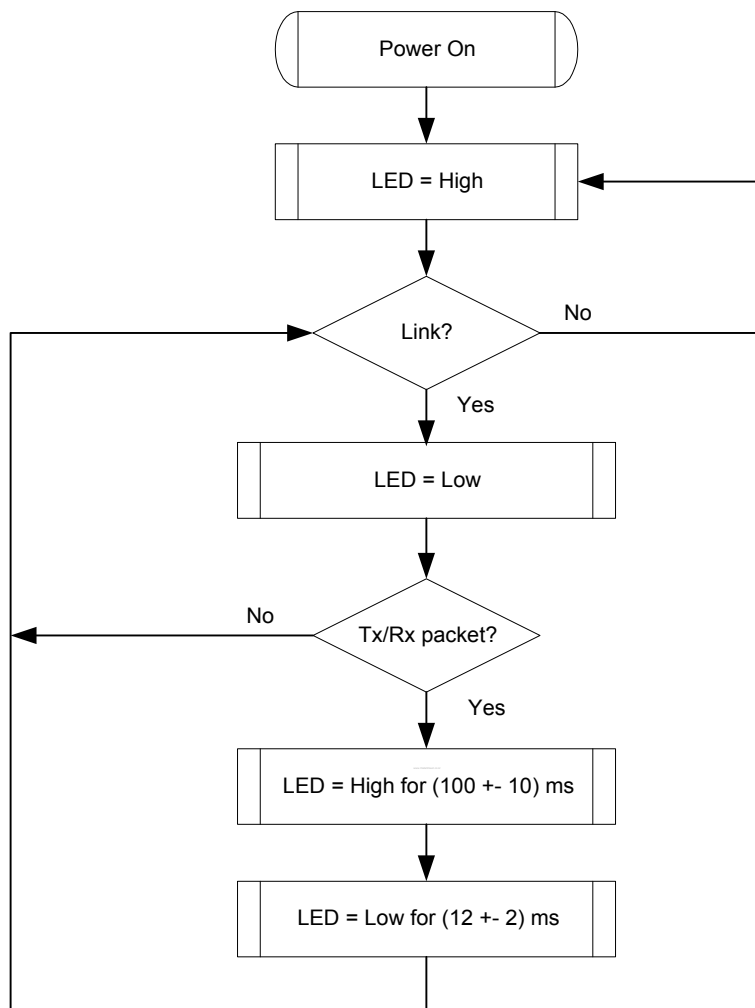 Power On
LED = High
Link?
No
Yes
LED = Low
No
Tx/Rx packet?
Yes
LED = High for (100 +- 10) ms
LED = Low for (12 +- 2) ms